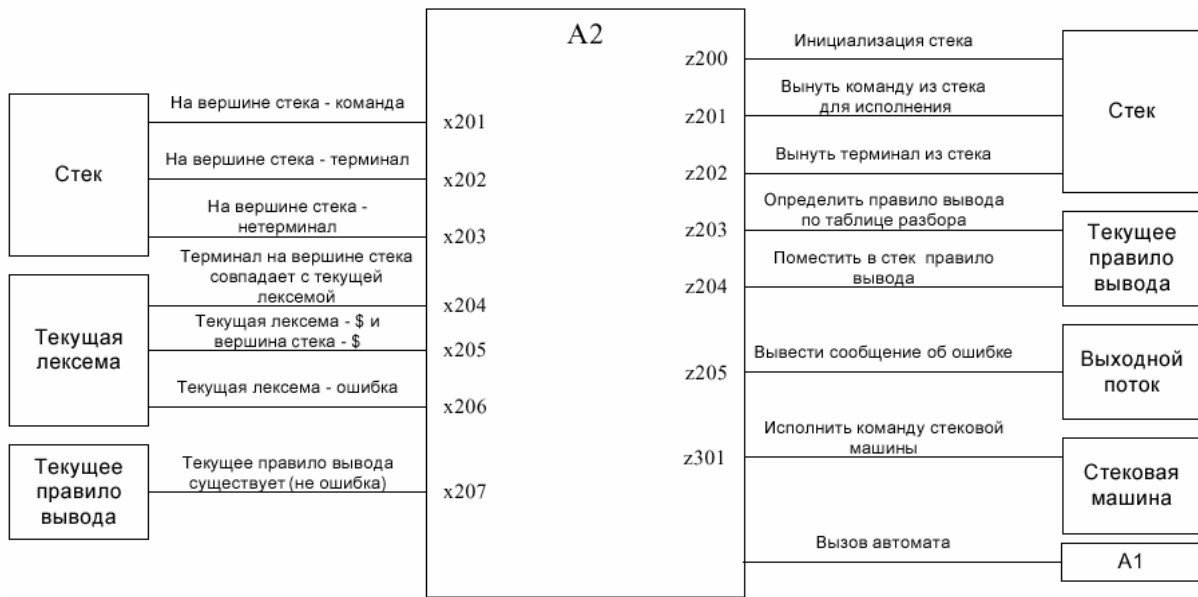 A2
На вершине стека - команда
x201
На вершине стека - терминал
x202
Стек
На вершине стека -
нетерминал
x203
Терминал на вершине стека
совпадает с текущей
лексемой
x204
Текущая лексема - $ и
вершина стека - $
x205
Текущая
лексема
Текущая лексема - ошибка
x206
Текущее
правило
вывода
Текущее правило вывода
существует (не ошибка)
x207
z200
Инициализация стека
z201
Вынуть команду из стека
для исполнения
Стек
z202
Вынуть терминал из стека
z203
Определить правило вывода
по таблице разбора
z204
Поместить в стек правило
вывода
Текущее
правило
вывода
z205
Вывести сообщение об ошибке
Выходной
поток
z301
Исполнить команду стековой
машины
Стековая
машина
Вызов автомата
A1